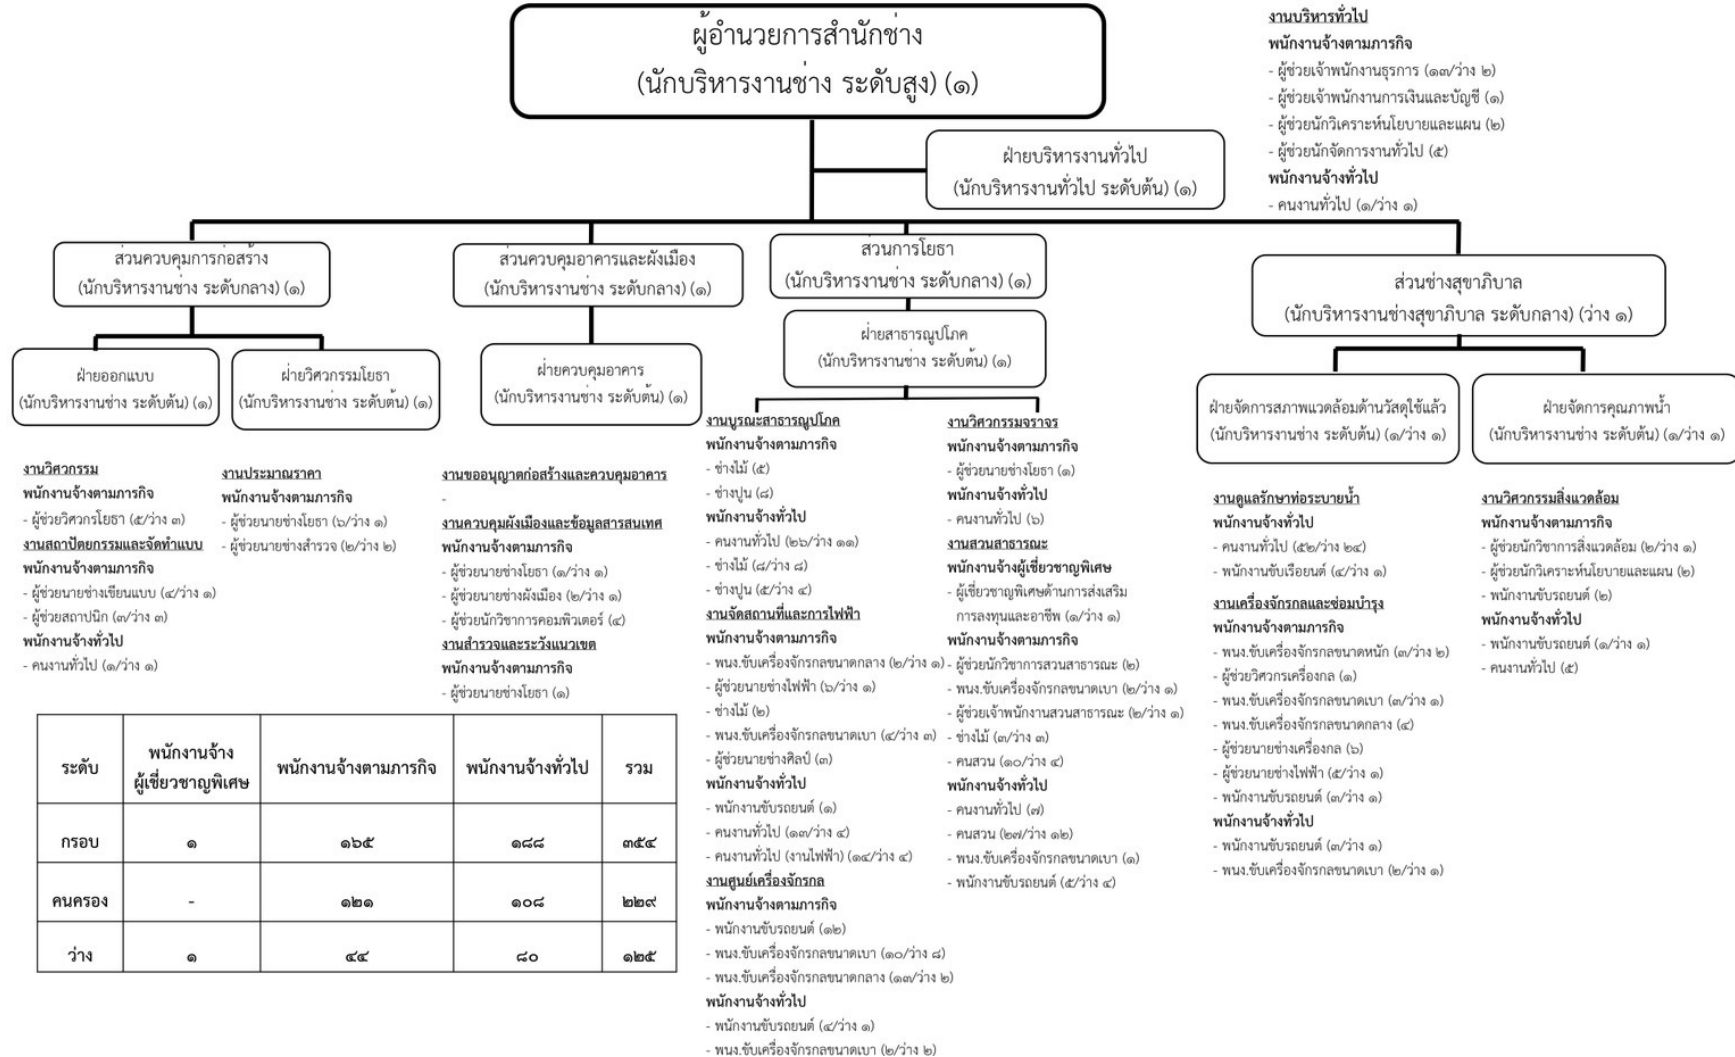 ผู้อำนวยการสำนักช่าง
(นักบริหารงานช่าง ระดับสูง) (๑)
งานบริหารทั่วไป
พนักงานจ้างตามภารกิจ
- ผู้ช่วยเจ้าพนักงานธุรการ (๑๓/ว่าง ๒)
- ผู้ช่วยเจ้าพนักงานการเงินและบัญชี (๑)
- ผู้ช่วยนักวิเคราะห์นโยบายและแผน (๒)
- ผู้ช่วยนักจัดการงานทั่วไป (๕)
พนักงานจ้างทั่วไป
- คนงานทั่วไป (๑/ว่าง ๑)
ฝ่ายบริหารงานทั่วไป
(นักบริหารงานทั่วไป ระดับต้น) (๑)
ส่วนควบคุมการก่อสร้าง
(นักบริหารงานช่าง ระดับกลาง) (๑)
ส่วนควบคุมอาคารและผังเมือง
(นักบริหารงานช่าง ระดับกลาง) (๑)
ส่วนการโยธา
(นักบริหารงานช่าง ระดับกลาง) (๑)
ส่วนช่างสุขาภิบาล
(นักบริหารงานช่างสุขาภิบาล ระดับกลาง) (ว่าง ๑)
ฝ่ายออกแบบ
(นักบริหารงานช่าง ระดับต้น) (๑)
ฝ่ายวิศวกรรมโยธา
(นักบริหารงานช่าง ระดับต้น) (๑)
ฝ่ายควบคุมอาคาร
(นักบริหารงานช่าง ระดับต้น) (๑)
ฝ่ายสาธารณูปโภค
(นักบริหารงานช่าง ระดับต้น) (๑)
ฝ่ายจัดการสภาพแวดล้อมด้านวัสดุใช้แล้ว
(นักบริหารงานช่าง ระดับต้น) (๑/ว่าง ๑)
ฝ่ายจัดการคุณภาพน้ำ
(นักบริหารงานช่าง ระดับต้น) (๑/ว่าง ๑)
งานวิศวกรรม
พนักงานจ้างตามภารกิจ
- ผู้ช่วยวิศวกรโยธา (๕/ว่าง ๓)
งานสถาปัตยกรรมและจัดทำแบบ
พนักงานจ้างตามภารกิจ
- ผู้ช่วยนายช่างเขียนแบบ (๔/ว่าง ๑)
- ผู้ช่วยสถาปนิก (๓/ว่าง ๓)
พนักงานจ้างทั่วไป
- คนงานทั่วไป (๑/ว่าง ๑)
งานประมาณราคา
พนักงานจ้างตามภารกิจ
- ผู้ช่วยนายช่างโยธา (๖/ว่าง ๑)
- ผู้ช่วยนายช่างสำรวจ (๒/ว่าง ๒)
งานขออนุญาตก่อสร้างและควบคุมอาคาร
-
งานควบคุมผังเมืองและข้อมูลสารสนเทศ
พนักงานจ้างตามภารกิจ
- ผู้ช่วยนายช่างโยธา (๑/ว่าง ๑)
- ผู้ช่วยนายช่างผังเมือง (๒/ว่าง ๑)
- ผู้ช่วยนักวิชาการคอมพิวเตอร์ (๔)
งานสำรวจและระวังแนวเขต
พนักงานจ้างตามภารกิจ
- ผู้ช่วยนายช่างโยธา (๑)
งานบูรณะสาธารณูปโภค
พนักงานจ้างตามภารกิจ
- ช่างไม้ (๕)
- ช่างปูน (๘)
พนักงานจ้างทั่วไป
- คนงานทั่วไป (๒๖/ว่าง ๑๑)
- ช่างไม้ (๘/ว่าง ๘)
- ช่างปูน (๕/ว่าง ๔)
งานจัดสถานที่และการไฟฟ้า
พนักงานจ้างตามภารกิจ
- พนง.ขับเครื่องจักรกลขนาดกลาง (๒/ว่าง ๑)
- ผู้ช่วยนายช่างไฟฟ้า (๖/ว่าง ๑)
- ช่างไม้ (๒)
- พนง.ขับเครื่องจักรกลขนาดเบา (๔/ว่าง ๓)
- ผู้ช่วยนายช่างศิลป์ (๓)
พนักงานจ้างทั่วไป
- พนักงานขับรถยนต์ (๑)
- คนงานทั่วไป (๑๓/ว่าง ๔)
- คนงานทั่วไป (งานไฟฟ้า) (๑๔/ว่าง ๔)
งานศูนย์เครื่องจักรกล
พนักงานจ้างตามภารกิจ
- พนักงานขับรถยนต์ (๑๒)
- พนง.ขับเครื่องจักรกลขนาดเบา (๑๐/ว่าง ๘)
- พนง.ขับเครื่องจักรกลขนาดกลาง (๑๓/ว่าง ๒)
พนักงานจ้างทั่วไป
- พนักงานขับรถยนต์ (๔/ว่าง ๑)
- พนง.ขับเครื่องจักรกลขนาดเบา (๒/ว่าง ๒)
งานวิศวกรรมจราจร
พนักงานจ้างตามภารกิจ
- ผู้ช่วยนายช่างโยธา (๑)
พนักงานจ้างทั่วไป
- คนงานทั่วไป (๖)
งานสวนสาธารณะ
พนักงานจ้างผู้เชี่ยวชาญพิเศษ
- ผู้เชี่ยวชาญพิเศษด้านการส่งเสริม
การลงทุนและอาชีพ (๑/ว่าง ๑)
พนักงานจ้างตามภารกิจ
- ผู้ช่วยนักวิชาการสวนสาธารณะ (๒)
- พนง.ขับเครื่องจักรกลขนาดเบา (๒/ว่าง ๑)
- ผู้ช่วยเจ้าพนักงานสวนสาธารณะ (๒/ว่าง ๑)
- ช่างไม้ (๓/ว่าง ๓)
- คนสวน (๑๐/ว่าง ๔)
พนักงานจ้างทั่วไป
- คนงานทั่วไป (๗)
- คนสวน (๒๗/ว่าง ๑๒)
- พนง.ขับเครื่องจักรกลขนาดเบา (๑)
- พนักงานขับรถยนต์ (๕/ว่าง ๔)
งานดูแลรักษาท่อระบายน้ำ
พนักงานจ้างทั่วไป
- คนงานทั่วไป (๕๒/ว่าง ๒๔)
- พนักงานขับเรือยนต์ (๔/ว่าง ๑)
งานเครื่องจักรกลและซ่อมบำรุง
พนักงานจ้างตามภารกิจ
- พนง.ขับเครื่องจักรกลขนาดหนัก (๓/ว่าง ๒)
- ผู้ช่วยวิศวกรเครื่องกล (๑)
- พนง.ขับเครื่องจักรกลขนาดเบา (๓/ว่าง ๑)
- พนง.ขับเครื่องจักรกลขนาดกลาง (๔)
- ผู้ช่วยนายช่างเครื่องกล (๖)
- ผู้ช่วยนายช่างไฟฟ้า (๕/ว่าง ๑)
- พนักงานขับรถยนต์ (๓/ว่าง ๑)
พนักงานจ้างทั่วไป
- พนักงานขับรถยนต์ (๓/ว่าง ๑)
- พนง.ขับเครื่องจักรกลขนาดเบา (๒/ว่าง ๑)
งานวิศวกรรมสิ่งแวดล้อม
พนักงานจ้างตามภารกิจ
- ผู้ช่วยนักวิชาการสิ่งแวดล้อม (๒/ว่าง ๑)
- ผู้ช่วยนักวิเคราะห์นโยบายและแผน (๒)
- พนักงานขับรถยนต์ (๒)
พนักงานจ้างทั่วไป
- พนักงานขับรถยนต์ (๑/ว่าง ๑)
- คนงานทั่วไป (๕)
ระดับ พนักงานจ้าง ผู้เชี่ยวชาญพิเศษ พนักงานจ้างตามภารกิจ พนักงานจ้างทั่วไป รวม
กรอบ ๑ ๑๖๕ ๑๘๘ ๓๕๔
คนครอง - ๑๒๑ ๑๐๘ ๒๒๙
ว่าง ๑ ๔๔ ๘๐ ๑๒๕